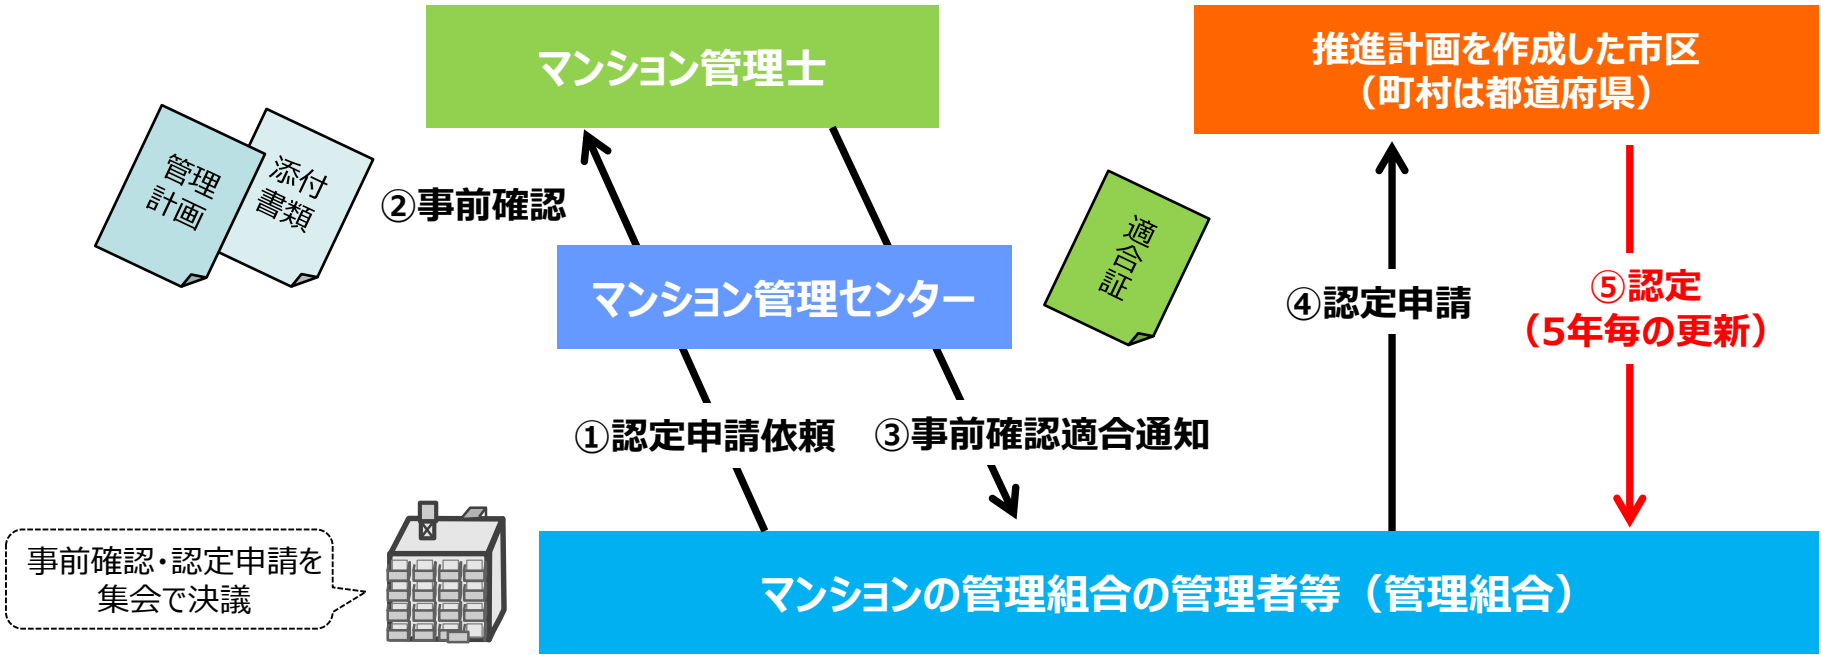 マンション管理士
推進計画を作成した市区
（町村は都道府県）
管理
計画
添付
書類
②事前確認
適合証
マンション管理センター
④認定申請
⑤認定
（5年毎の更新）
①認定申請依頼
③事前確認適合通知
事前確認・認定申請を
集会で決議
マンションの管理組合の管理者等（管理組合）